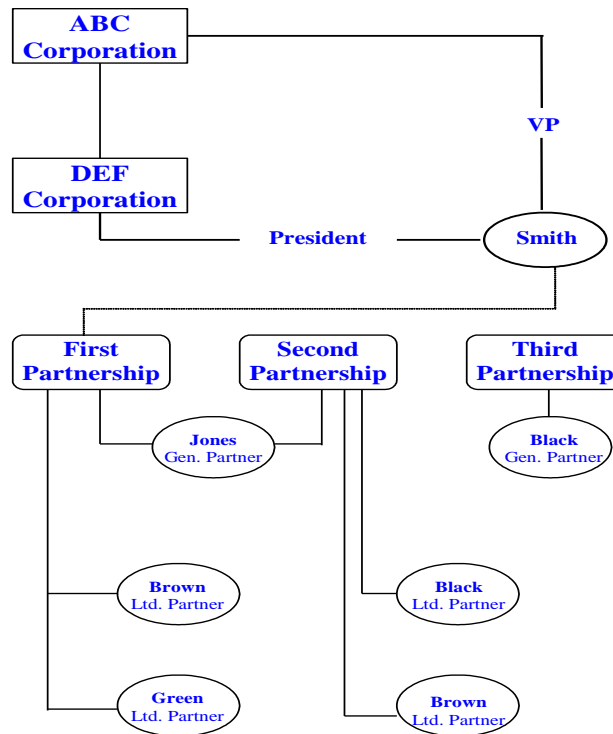 ABC
Corporation
VP
DEF
Corporation
President
Smith
First
Partnership
Second
Partnership
Third
Partnership
Jones
Gen. Partner
Black
Gen. Partner
Brown
Ltd. Partner
Black
Ltd. Partner
Green
Ltd. Partner
Brown
Ltd. Partner